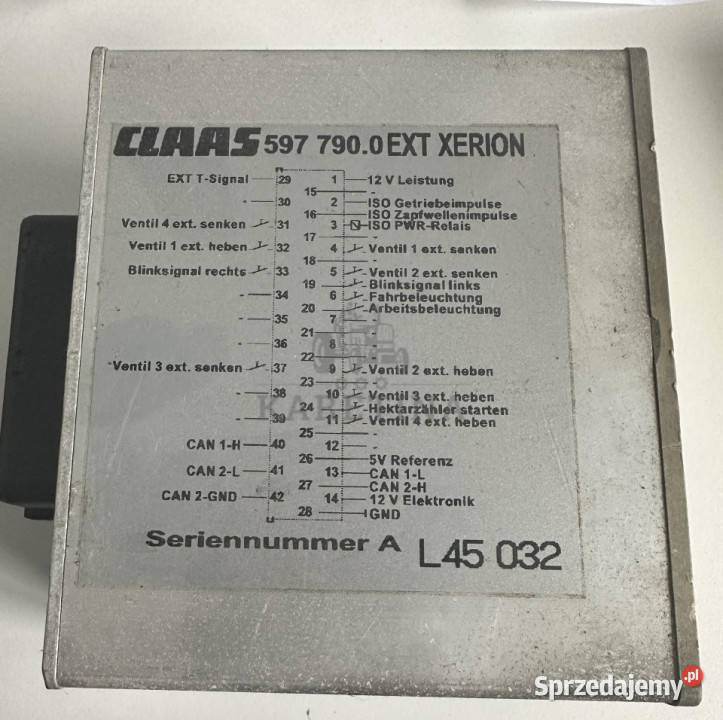 CLAAS 597 790.0 EXT XERION
EXT T-Signal 29 1 12 V Leistung
15 -
- 30 2 ISO Getriebeimpulse
16 ISO Zapfwellenimpulse
Ventil 4 ext. senken 31 3 ISO PWR-Relais
17 -
Ventil 1 ext. heben 32 4 Ventil 1 ext. senken
18 -
Blinksignal rechts 33 5 Ventil 2 ext. senken
19 Blinksignal links
- 34 6 Fahrbeleuchtung
20 Arbeitsbeleuchtung
- 35 7 -
21 -
- 36 8 -
22 -
Ventil 3 ext. senken 37 9 Ventil 2 ext. heben
23 -
- 38 10 Ventil 3 ext. heben
24 Hektarzähler starten
- 39 11 Ventil 4 ext. heben
25 -
CAN 1-H 40 12 -
26 5V Referenz
CAN 2-L 41 13 CAN 1-L
27 CAN 2-H
CAN 2-GND 42 14 12 V Elektronik
28 GND
Seriennummer A L45 032
Sprzedajemy.pl